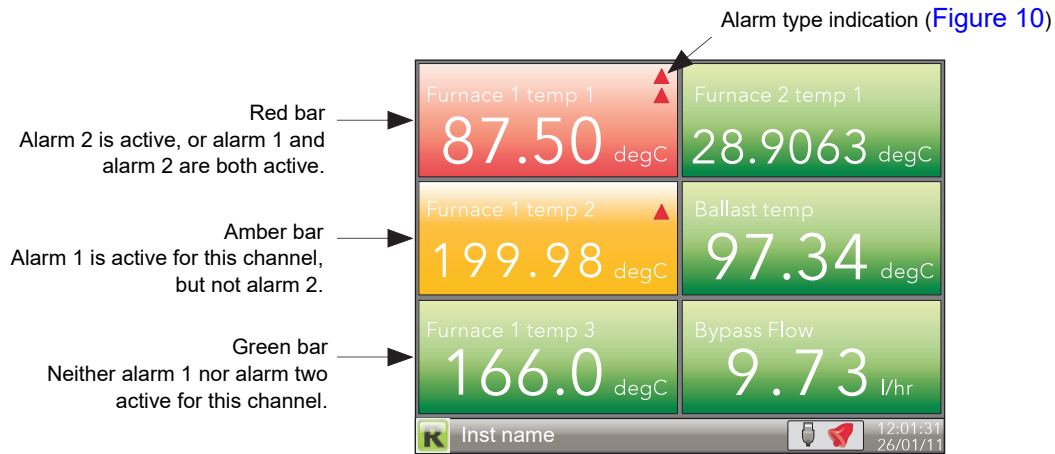 Alarm type indication (Figure 10)
Red bar
Alarm 2 is active, or alarm 1 and
alarm 2 are both active.
Amber bar
Alarm 1 is active for this channel,
but not alarm 2.
Green bar
Neither alarm 1 nor alarm two
active for this channel.
Furnace 1 temp 1
87.50 degC
Furnace 2 temp 1
28.9063 degC
Furnace 1 temp 2
199.98 degC
Ballast temp
97.34 degC
Furnace 1 temp 3
166.0 degC
Bypass Flow
9.73 l/hr
R Inst name
12:01:31
26/01/11